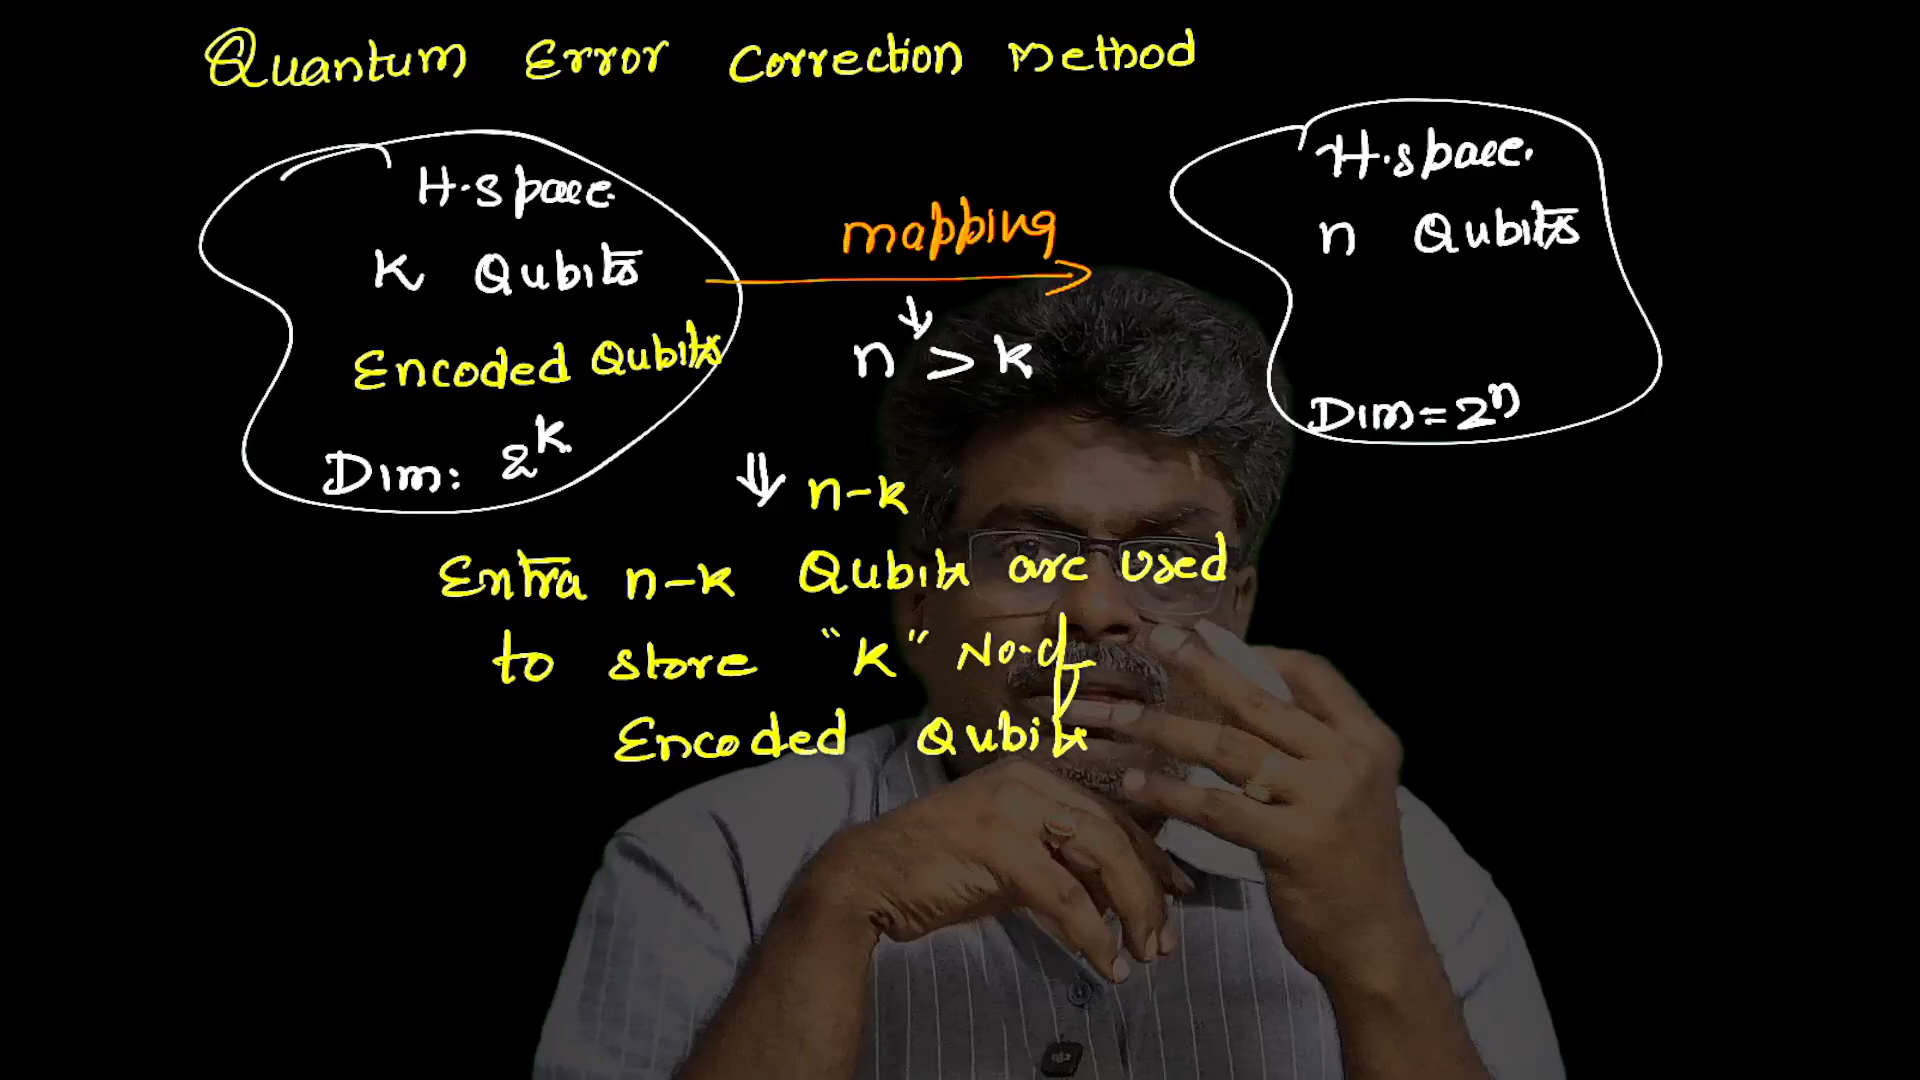 Quantum Error Correction Method
H.space
K Qubits
Encoded Qubits
Dim: 2^k
mapping
n > k
H.space.
n Qubits
Dim = 2^n
n-k
Extra n-k Qubits are used
to store "K" No.of
Encoded Qubits